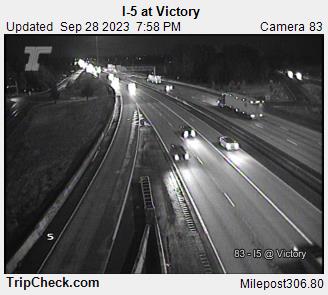 I-5 at Victory
Updated Sep 28 2023 7:58 PM Camera 83
T
S
83 - I5 @ Victory
TripCheck.com Milepost306.80